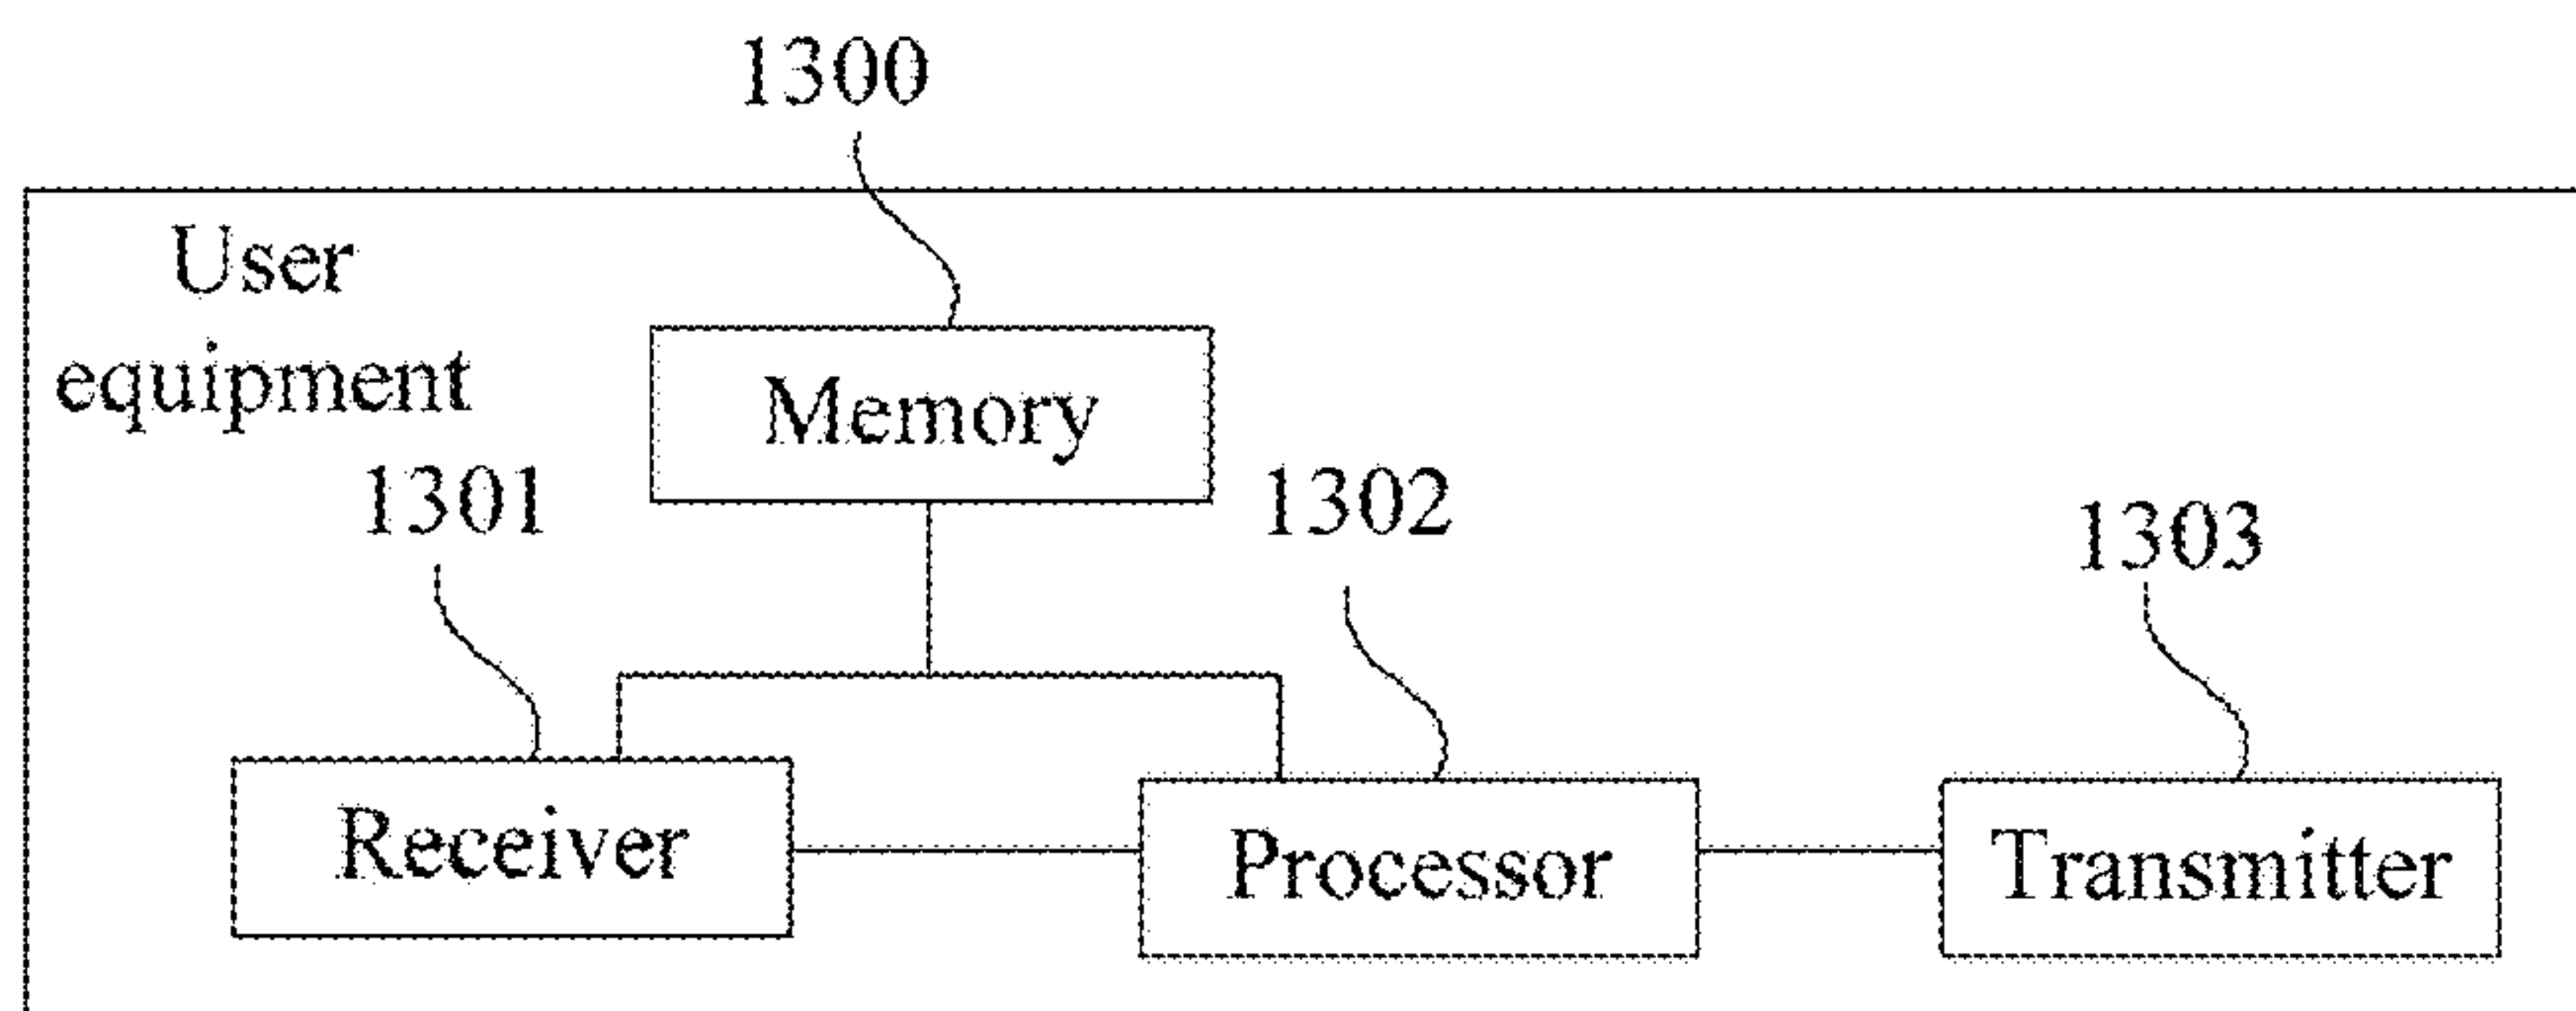 1300
User
equipment
Memory
1301
1302
1303
Receiver
Processor
Transmitter